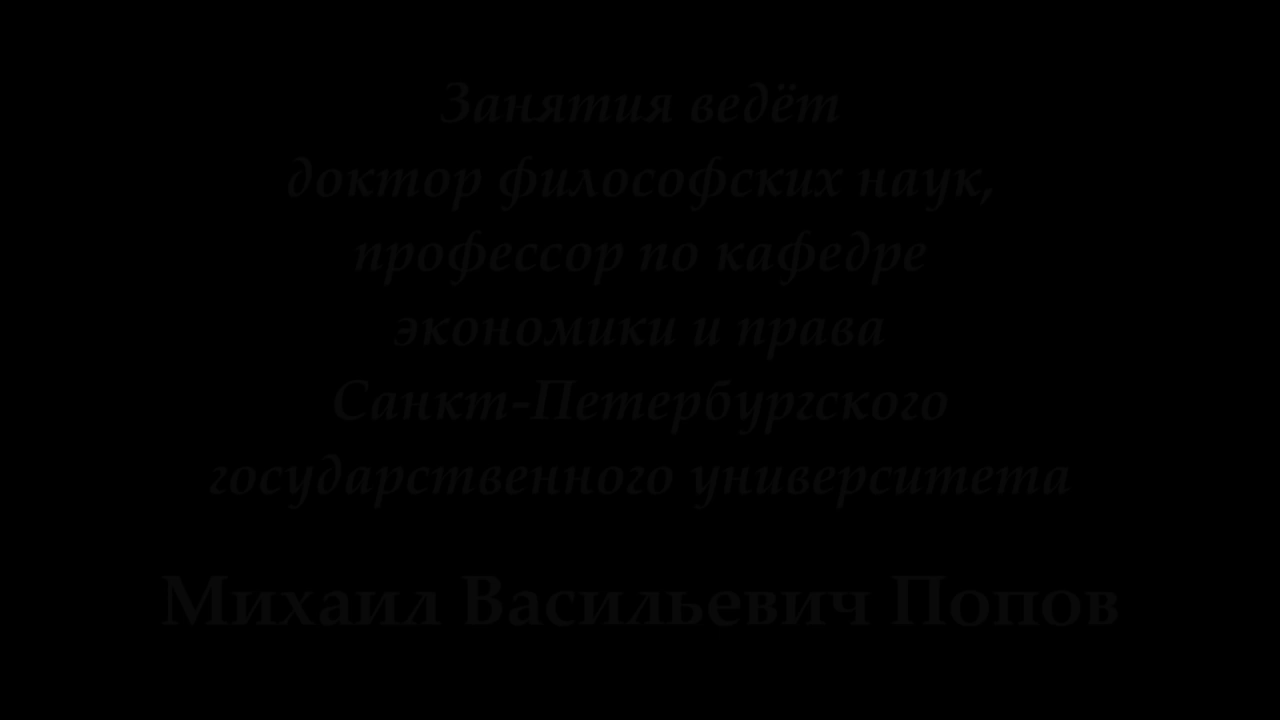 Занятия ведёт
доктор философских наук,
профессор по кафедре
экономики и права
Санкт-Петербургского
государственного университета
Михаил Васильевич Попов